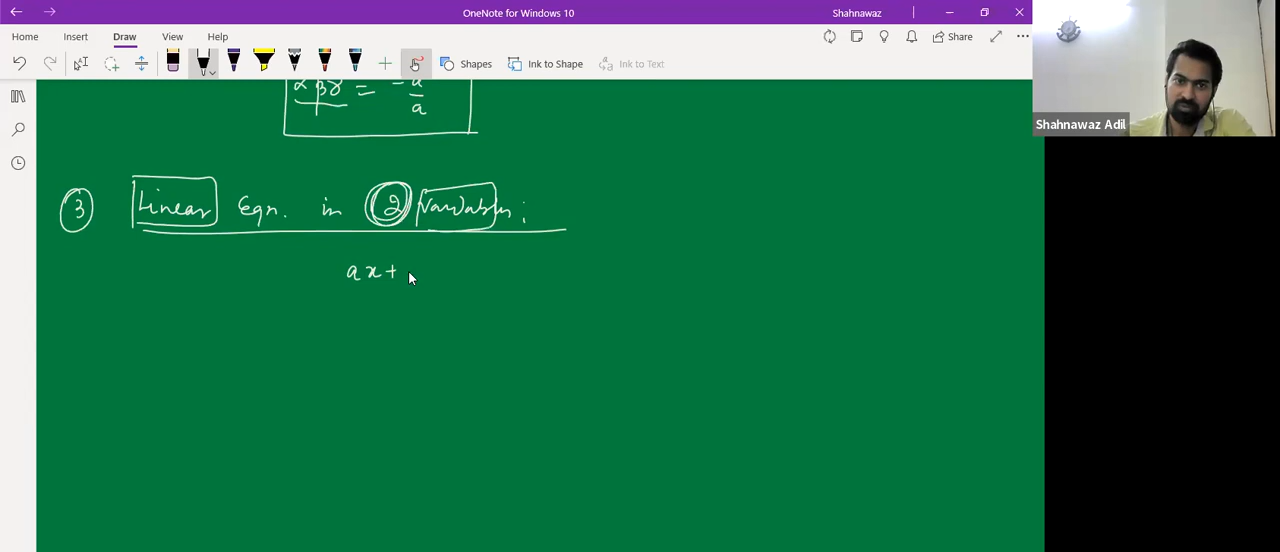 OneNote for Windows 10
Shahnawaz
Home Insert Draw View Help
Share
Shapes Ink to Shape Ink to Text
αβγ = - d/a
Shahnawaz Adil
3 Linear Eqn. in 2 Variables:
ax+